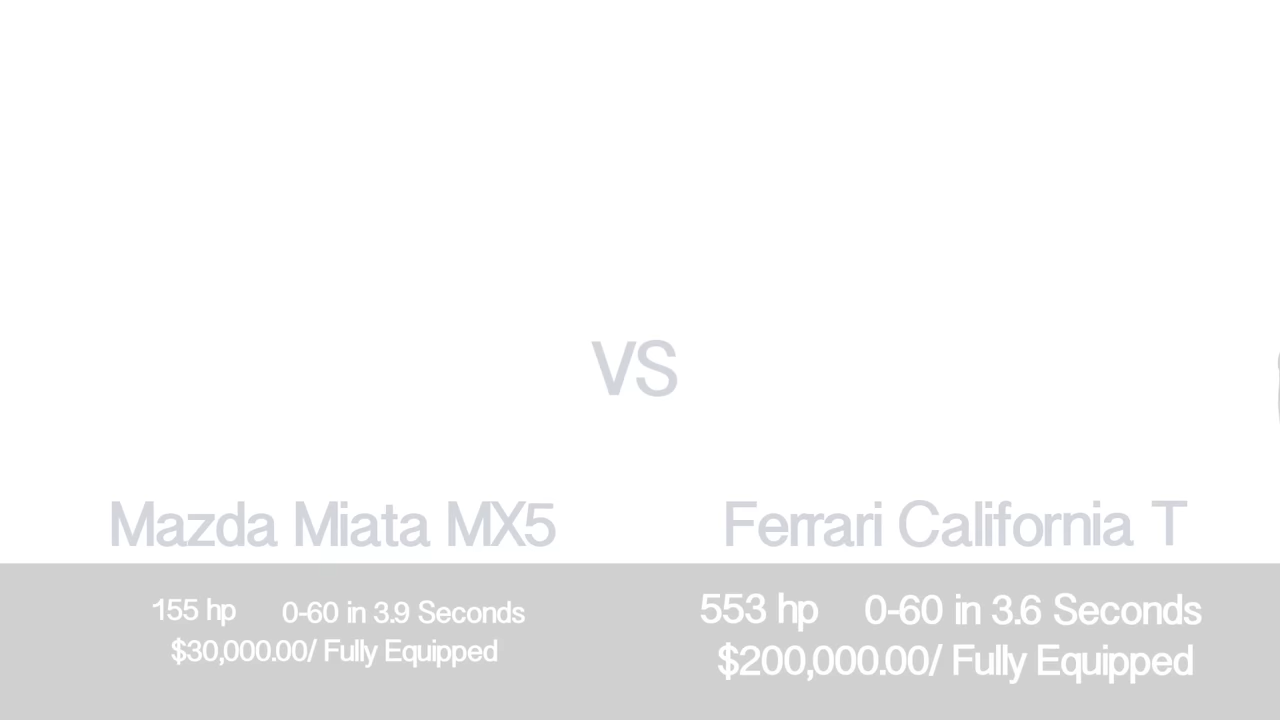 VS
Mazda Miata MX5
Ferrari California T
155 hp 0-60 in 3.9 Seconds
$30,000.00/ Fully Equipped
553 hp 0-60 in 3.6 Seconds
$200,000.00/ Fully Equipped